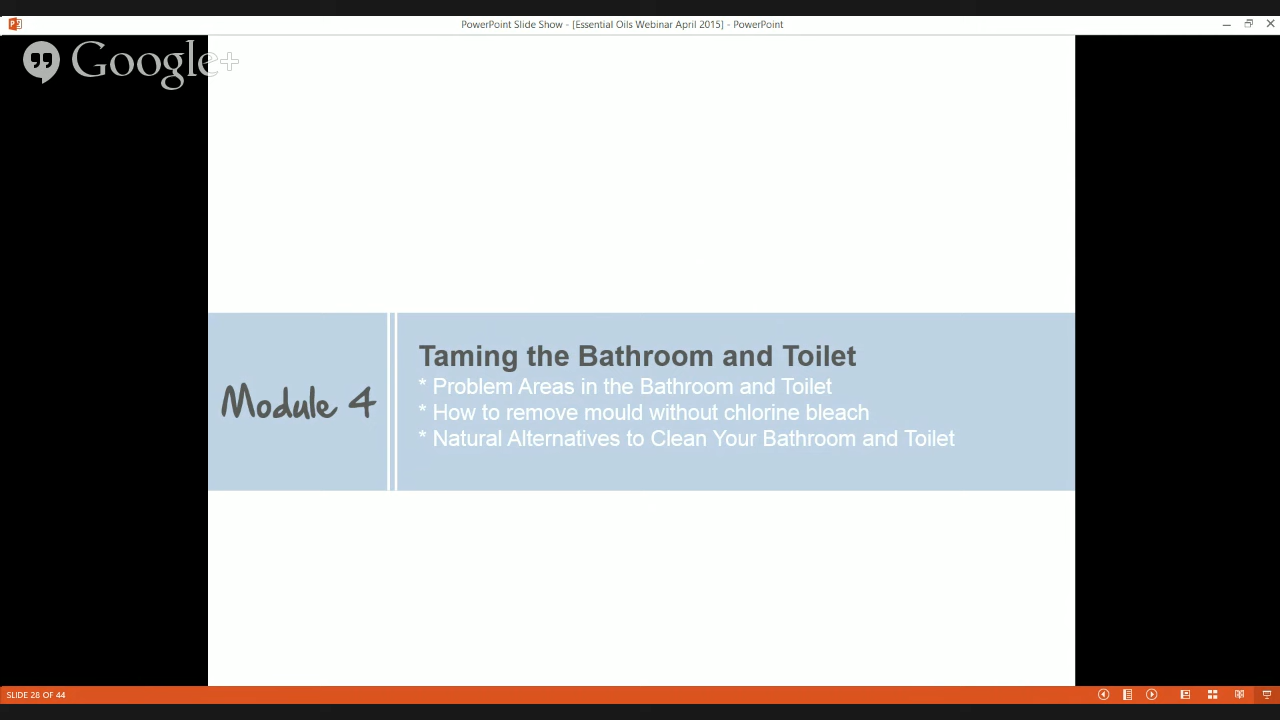 PowerPoint Slide Show - [Essential Oils Webinar April 2015] - PowerPoint
Google+
Module 4
Taming the Bathroom and Toilet
* Problem Areas in the Bathroom and Toilet
* How to remove mould without chlorine bleach
* Natural Alternatives to Clean Your Bathroom and Toilet
SLIDE 28 OF 44